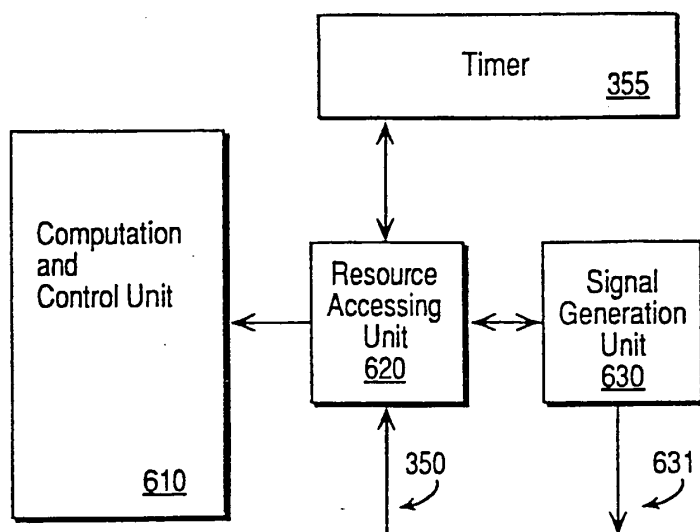 Timer
355
Computation
and
Control Unit
610
Resource
Accessing
Unit
620
Signal
Generation
Unit
630
350
631